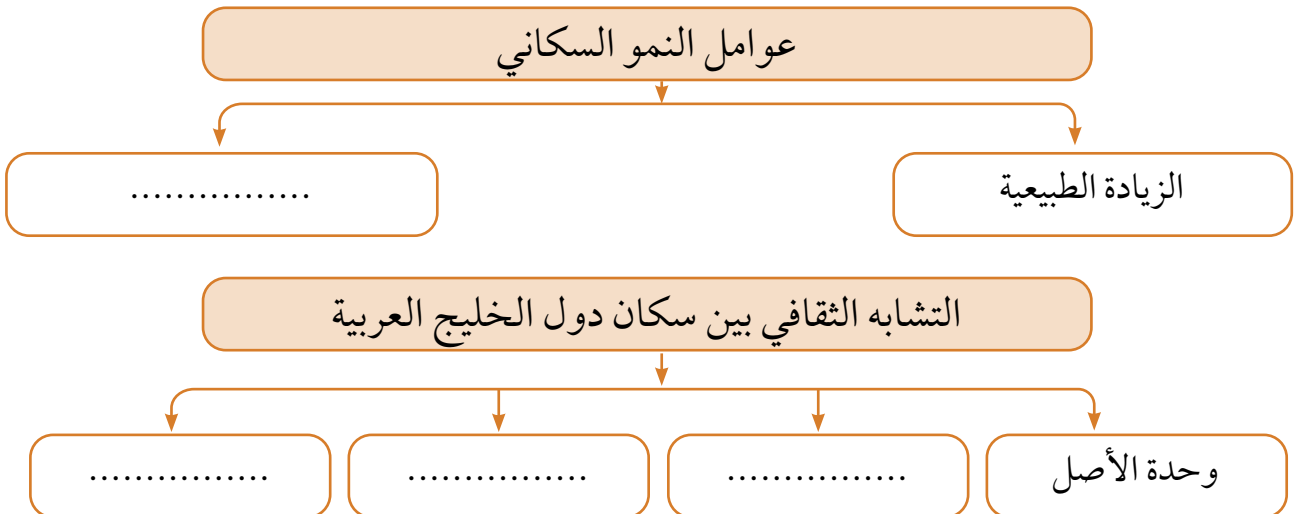 عوامل النمو السكاني
الزيادة الطبيعية
................
التشابه الثقافي بين سكان دول الخليج العربية
وحدة الأصل
................
................
................